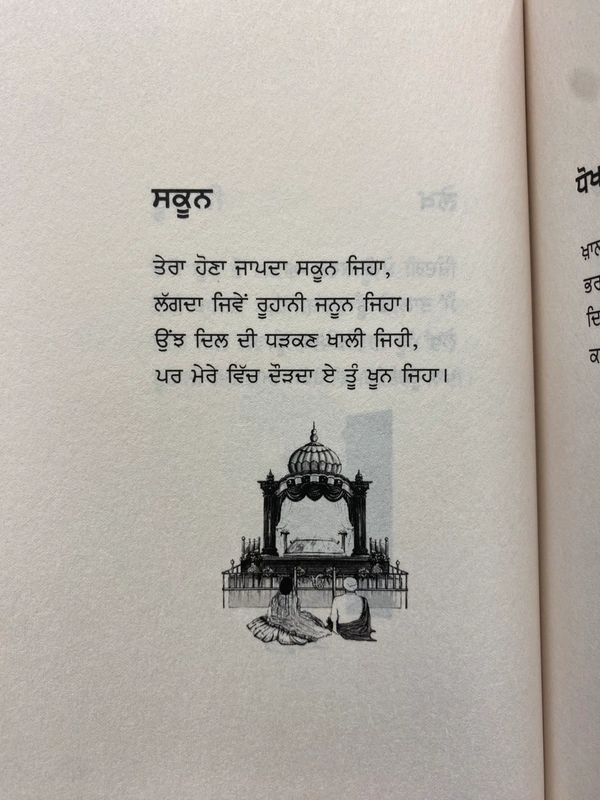 ਸਕੂਨ
ਤੇਰਾ ਹੋਣਾ ਜਾਪਦਾ ਸਕੂਨ ਜਿਹਾ,
ਲੱਗਦਾ ਜਿਵੇਂ ਰੂਹਾਨੀ ਜਨੂਨ ਜਿਹਾ।
ਉਂਝ ਦਿਲ ਦੀ ਧੜਕਣ ਖਾਲੀ ਜਿਹੀ,
ਪਰ ਮੇਰੇ ਵਿੱਚ ਦੌੜਦਾ ਏ ਤੂੰ ਖੂਨ ਜਿਹਾ।